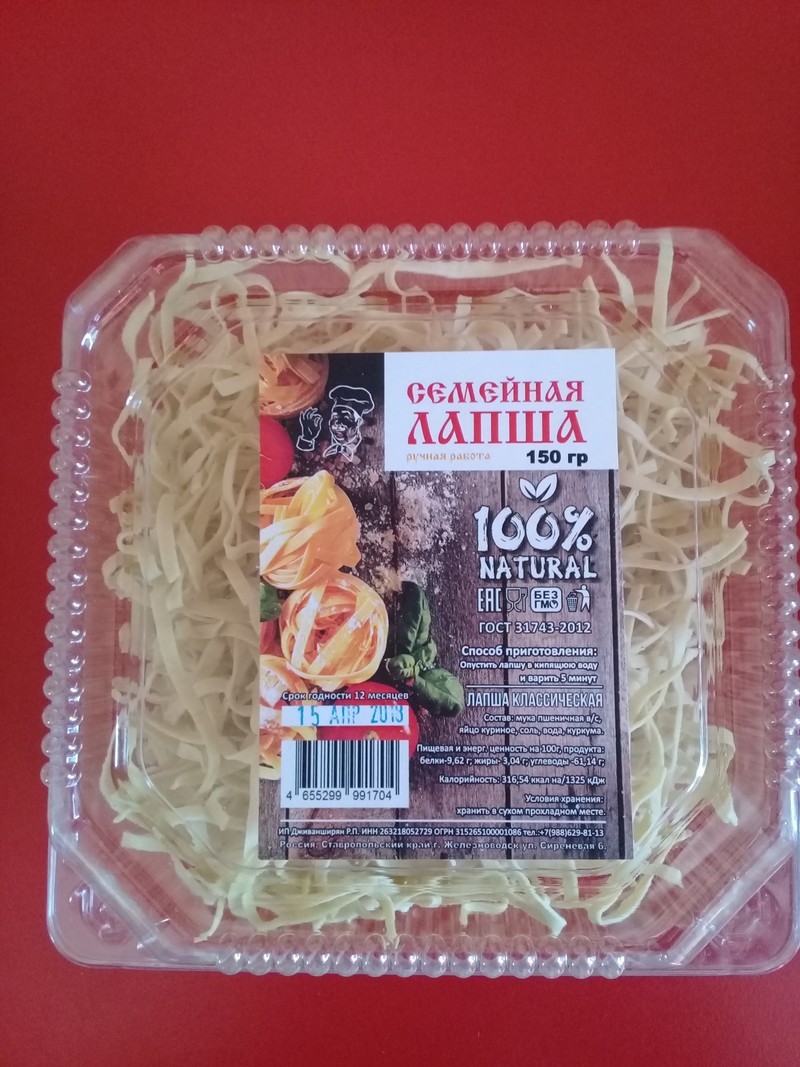 СЕМЕЙНАЯ
ЛАПША
ручная работа 150 гр
100%
NATURAL
EAC БЕЗ ГМО
ГОСТ 31743-2012
Способ приготовления:
Опустить лапшу в кипящюю воду
и варить 5 минут
ЛАПША КЛАССИЧЕСКАЯ
Состав: мука пшеничная в/с,
яйцо куриное, соль, вода, куркума.
Срок годности 12 месяцев
15 АПР
4 655299 991704
Пищевая и энерг. ценность на 100г, продукта:
белки-9,62 г; жиры- 3,04 г; углеводы -61,14 г;
Калорийность: 316,54 ккал на/1325 кДж
Условия хранения:
хранить в сухом прохладном месте.
ИП Дживанширян Р.П. ИНН 263218052729 ОГРН 315265100001086 тел.:+7(988)629-81-13
Россия, Ставропольский край г. Железноводск ул. Сиреневая 6.